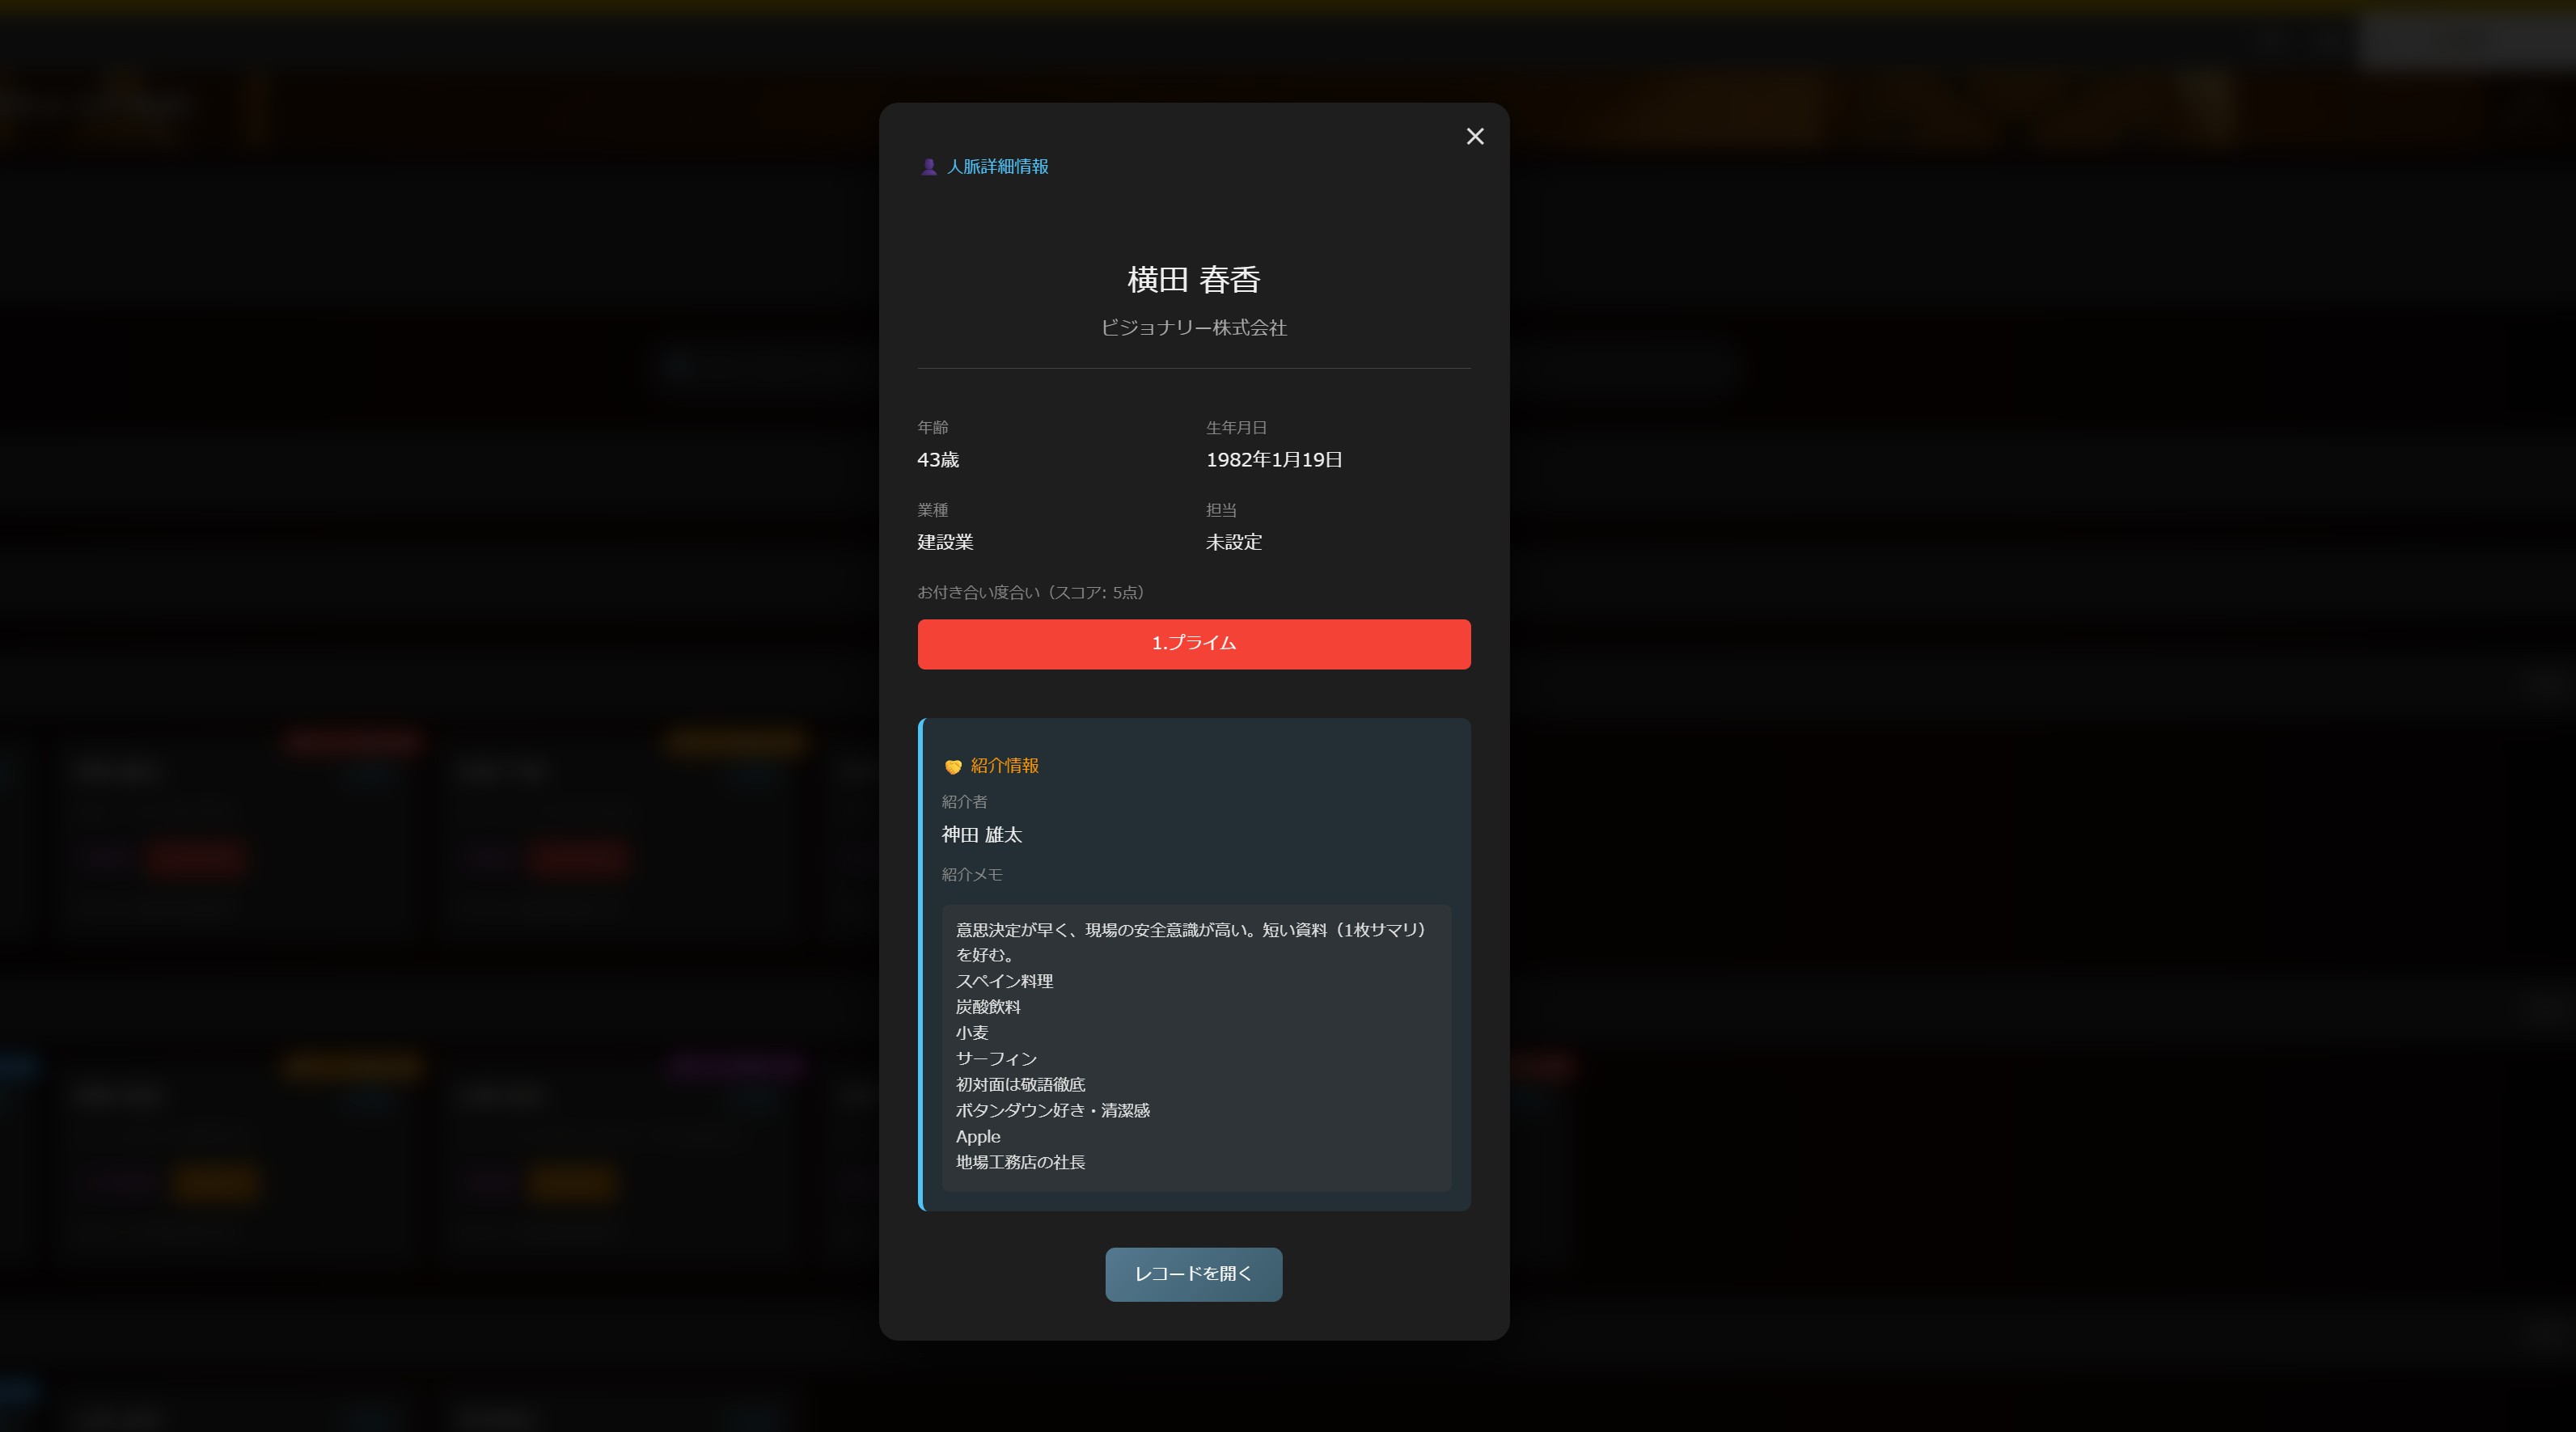 人脈詳細情報
横田 春香
ビジョナリー株式会社
年齢
43歳
生年月日
1982年1月19日
業種
建設業
担当
未設定
お付き合い度合い（スコア: 5点）
1.プライム
紹介情報
紹介者
神田 雄太
紹介メモ
意思決定が早く、現場の安全意識が高い。短い資料（1枚サマリ）
を好む。
スペイン料理
炭酸飲料
小麦
サーフィン
初対面は敬語徹底
ボタンダウン好き・清潔感
Apple
地場工務店の社長
レコードを開く